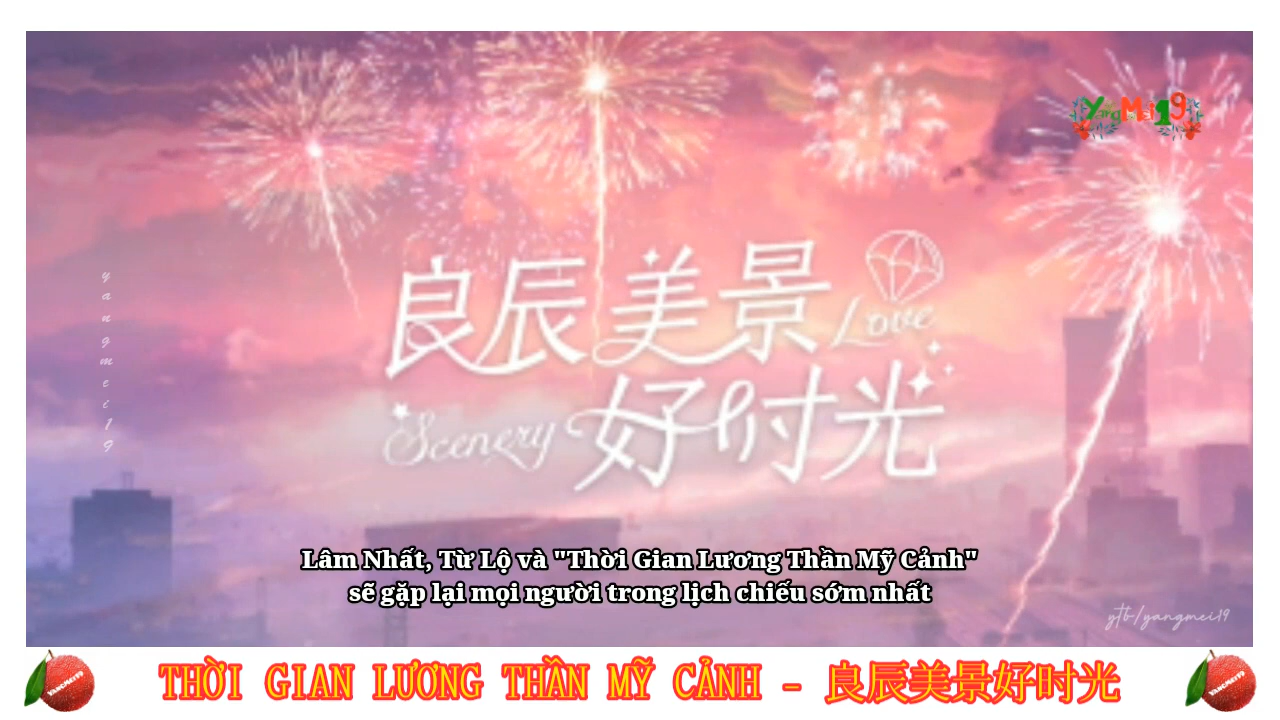 YangMei19
良辰美景
Love
Scenery
好时光
yangmei19
Lâm Nhất, Từ Lộ và "Thời Gian Lương Thần Mỹ Cảnh"
sẽ gặp lại mọi người trong lịch chiếu sớm nhất
ytb/yangmei19
YANGMEI19
THỜI GIAN LƯƠNG THẦN MỸ CẢNH - 良辰美景好时光
YANGMEI19